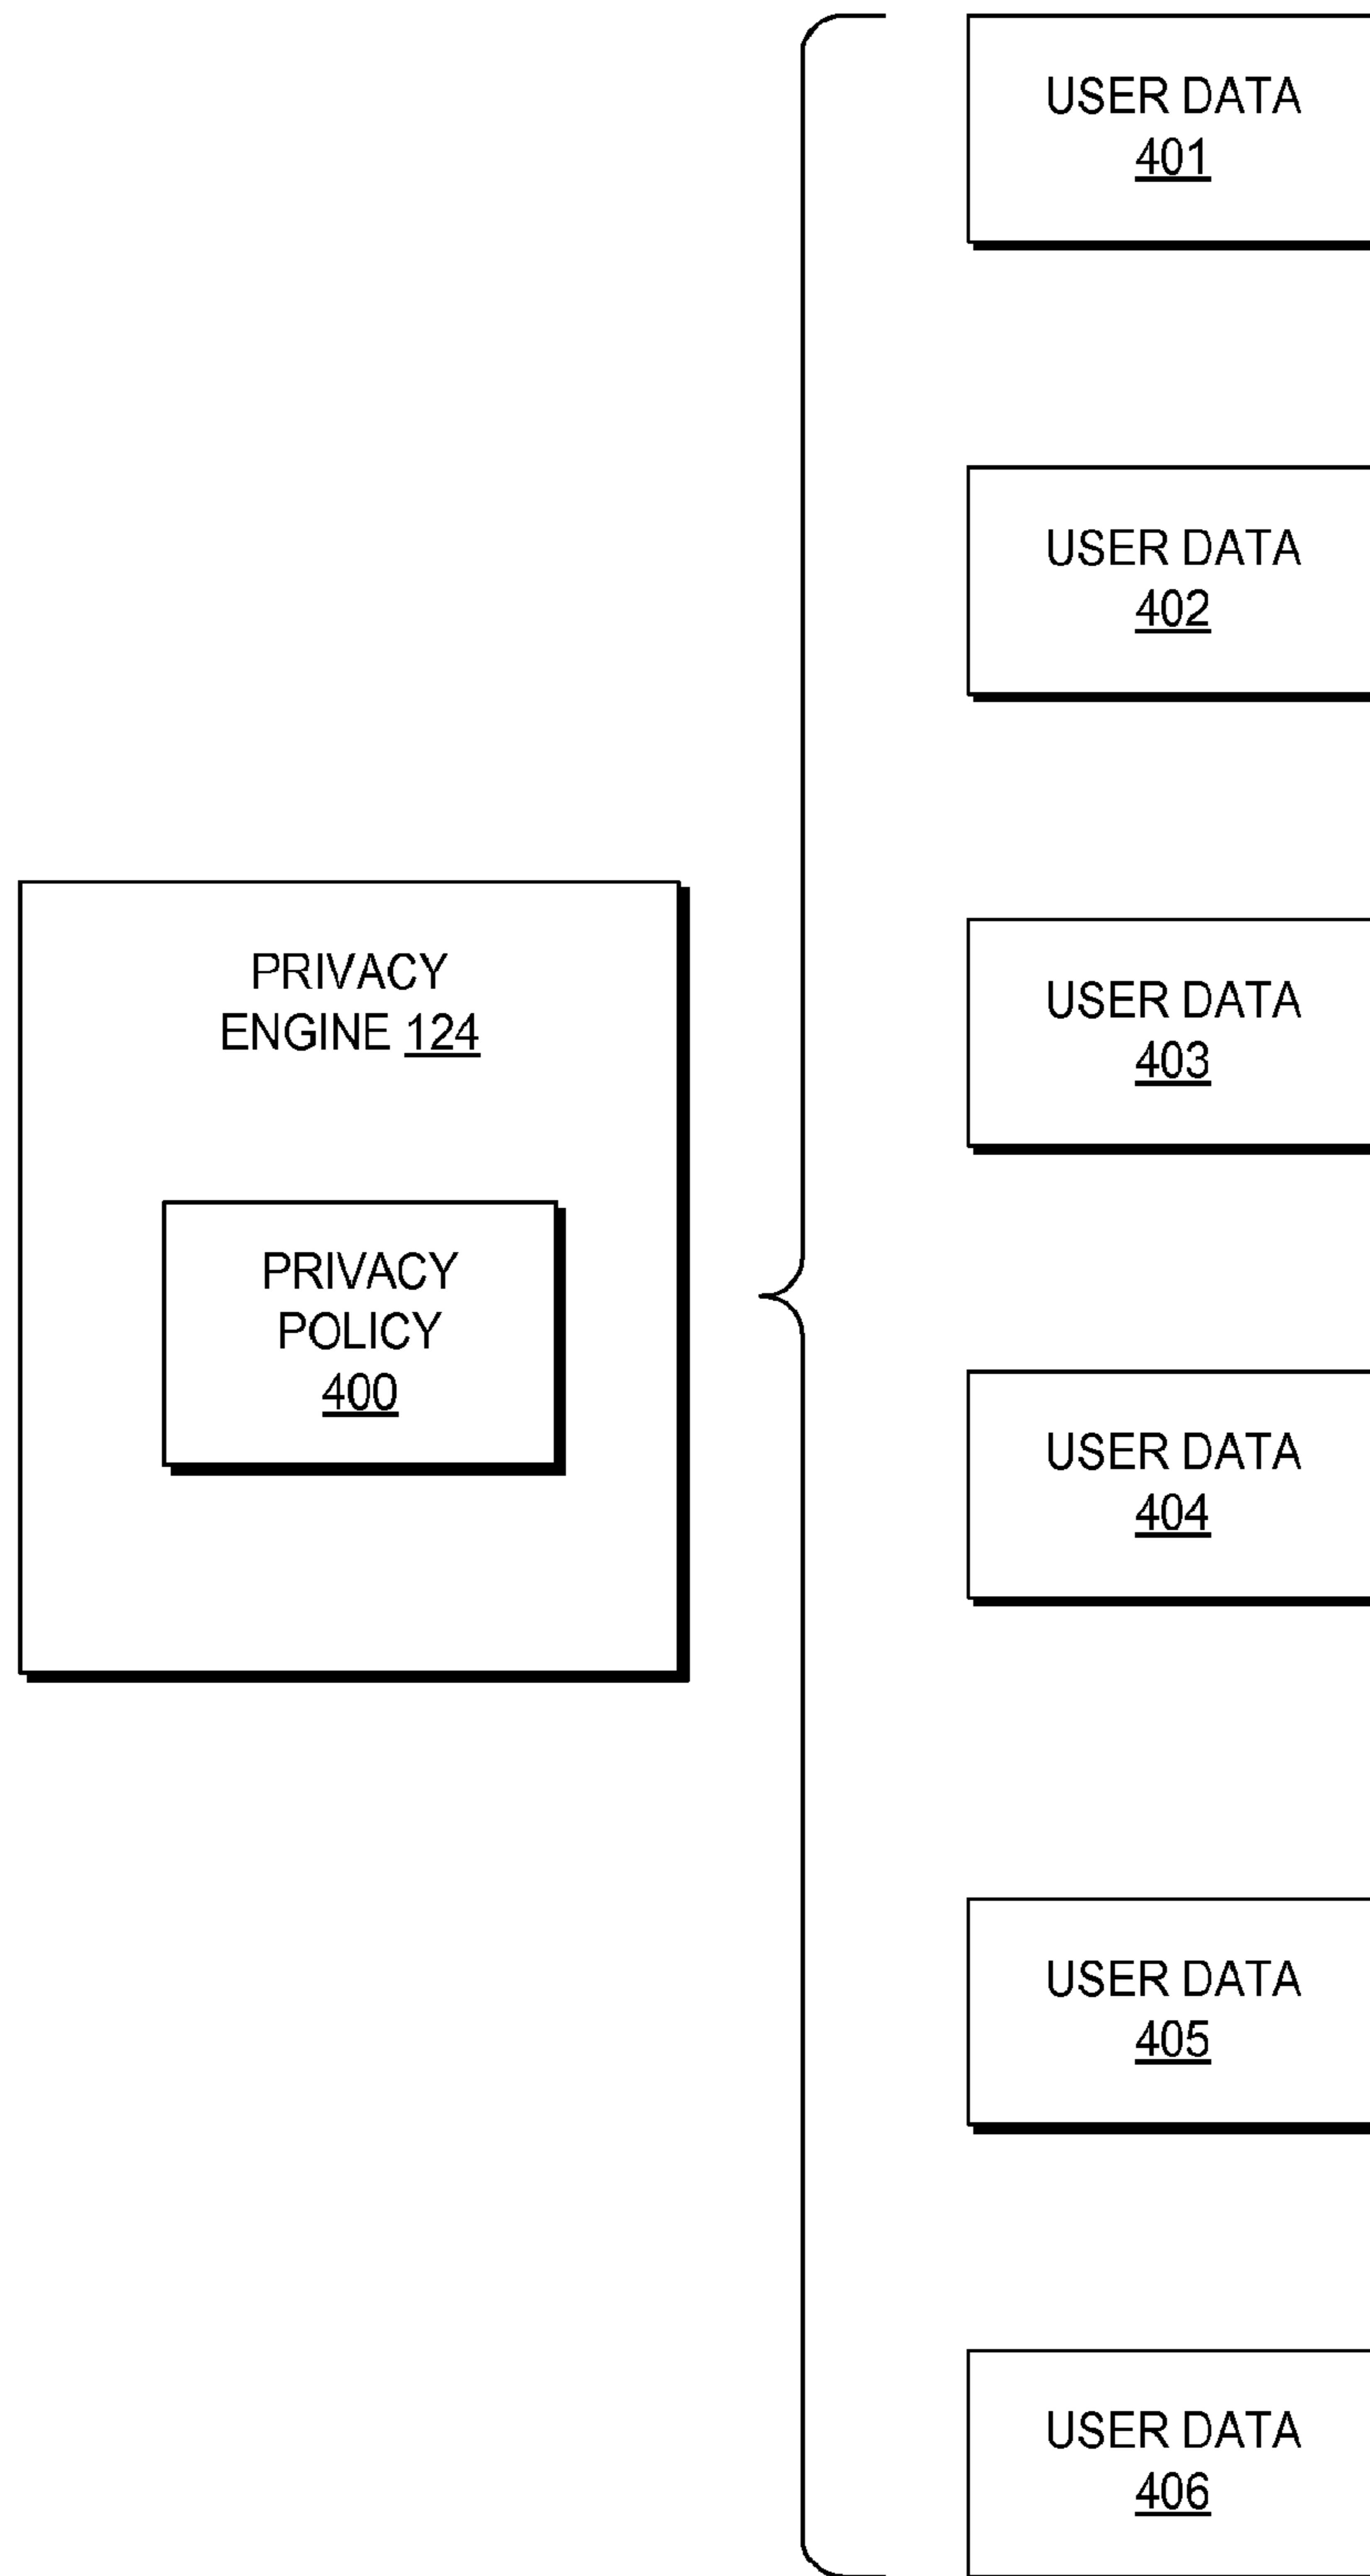 USER DATA
401
USER DATA
402
USER DATA
403
PRIVACY
ENGINE 124
PRIVACY
POLICY
400
USER DATA
404
USER DATA
405
USER DATA
406